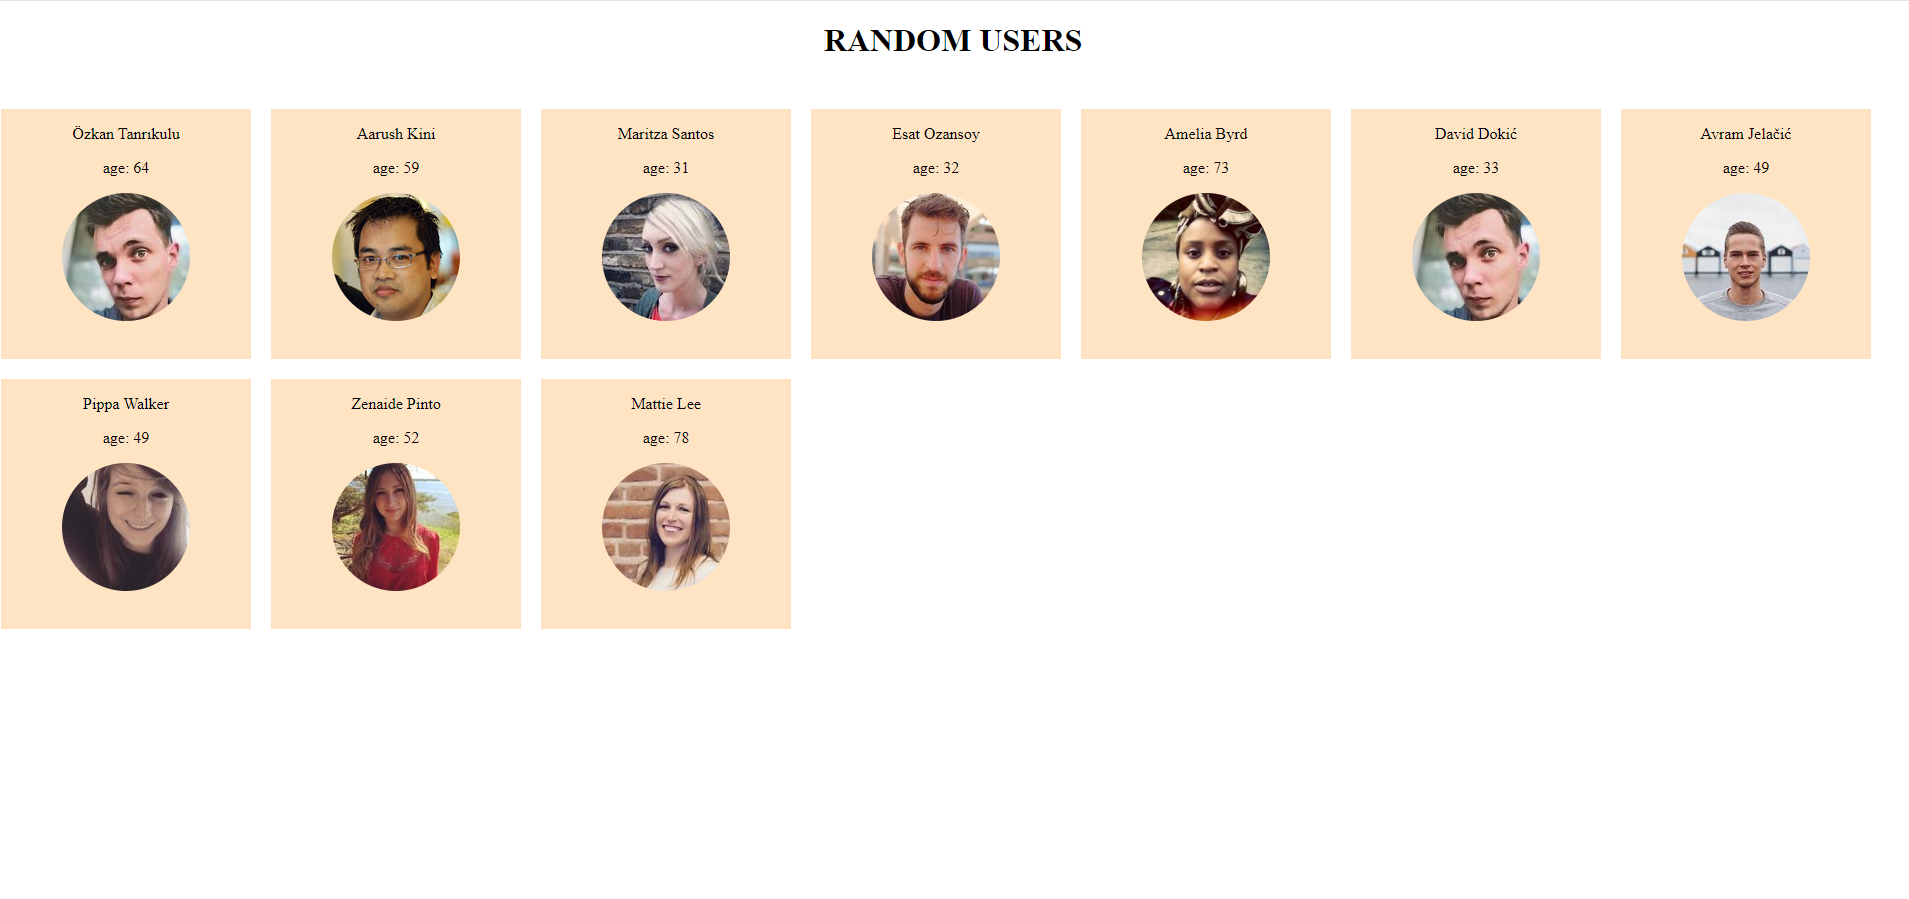 RANDOM USERS
Özkan Tanrıkulu
age: 64
Aarush Kini
age: 59
Maritza Santos
age: 31
Esat Ozansoy
age: 32
Amelia Byrd
age: 73
David Dokić
age: 33
Avram Jelačić
age: 49
Pippa Walker
age: 49
Zenaide Pinto
age: 52
Mattie Lee
age: 78